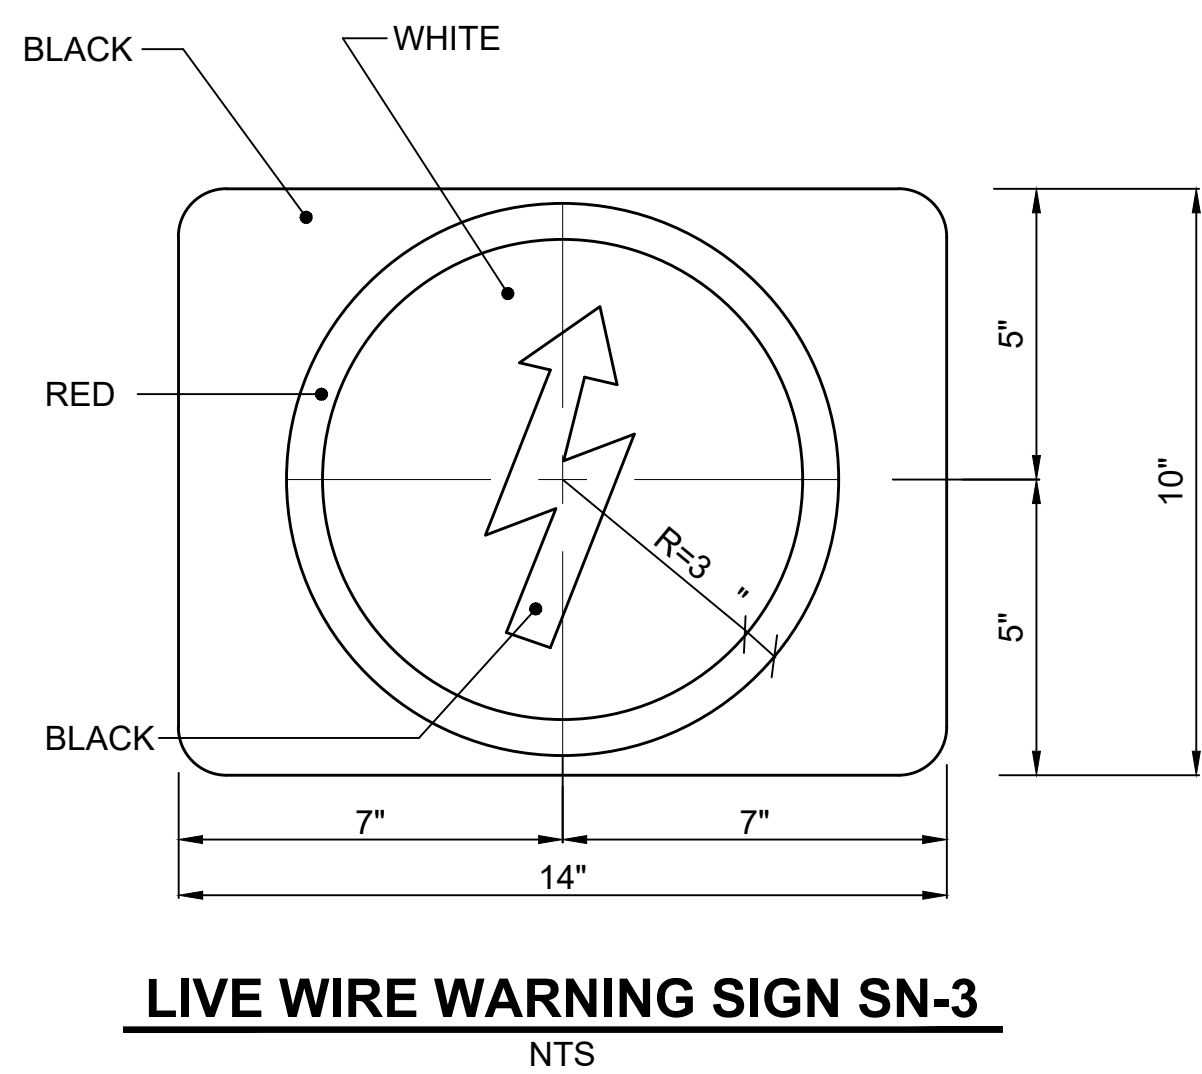 BLACK
WHITE
RED
5"
10"
R=3 "
5"
BLACK
7"
7"
14"
LIVE WIRE WARNING SIGN SN-3
NTS